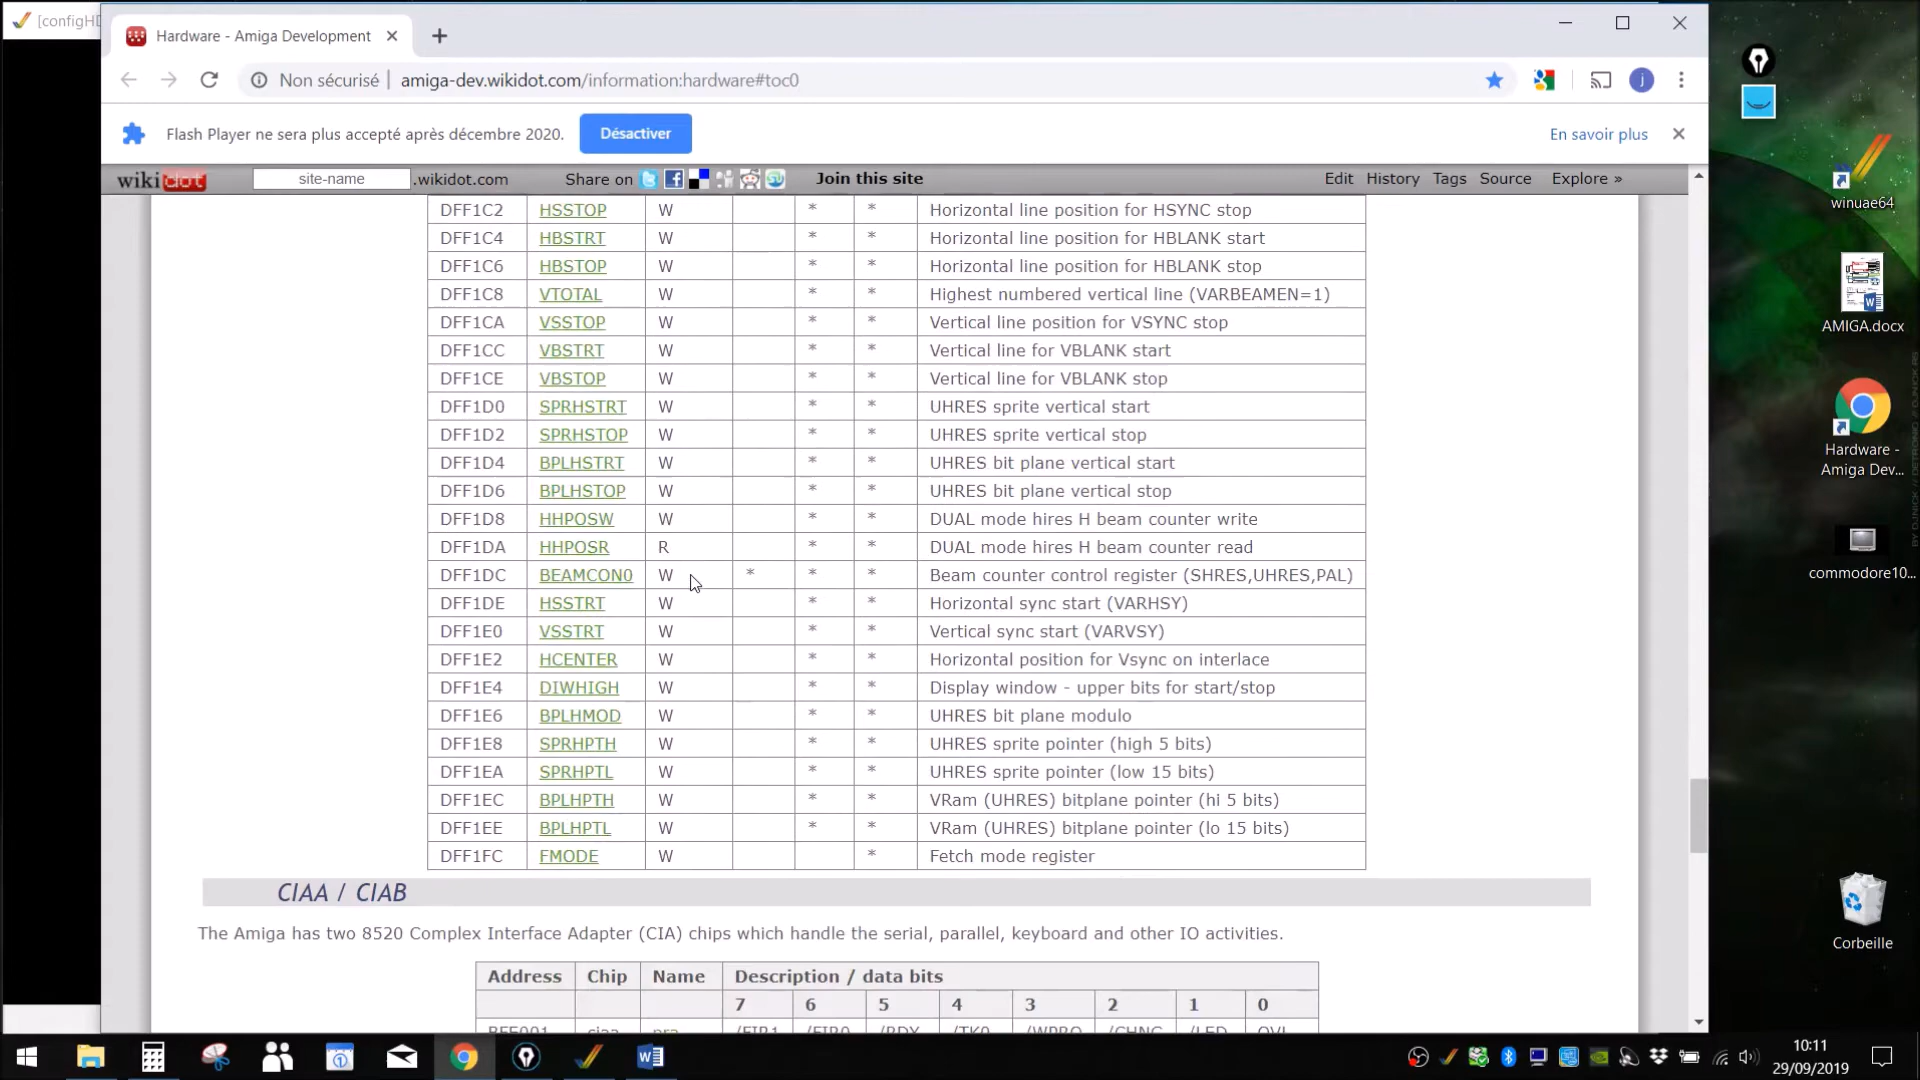 [configHD
Hardware - Amiga Development
Non sécurisé | amiga-dev.wikidot.com/information:hardware#toc0
j
Flash Player ne sera plus accepté après décembre 2020. Désactiver En savoir plus
wikidot site-name .wikidot.com Share on Join this site Edit History Tags Source Explore »
DFF1C2 HSSTOP W * * Horizontal line position for HSYNC stop
DFF1C4 HBSTRT W * * Horizontal line position for HBLANK start
DFF1C6 HBSTOP W * * Horizontal line position for HBLANK stop
DFF1C8 VTOTAL W * * Highest numbered vertical line (VARBEAMEN=1)
DFF1CA VSSTOP W * * Vertical line position for VSYNC stop
DFF1CC VBSTRT W * * Vertical line for VBLANK start
DFF1CE VBSTOP W * * Vertical line for VBLANK stop
DFF1D0 SPRHSTRT W * * UHRES sprite vertical start
DFF1D2 SPRHSTOP W * * UHRES sprite vertical stop
DFF1D4 BPLHSTRT W * * UHRES bit plane vertical start
DFF1D6 BPLHSTOP W * * UHRES bit plane vertical stop
DFF1D8 HHPOSW W * * DUAL mode hires H beam counter write
DFF1DA HHPOSR R * * DUAL mode hires H beam counter read
DFF1DC BEAMCON0 W * * * Beam counter control register (SHRES,UHRES,PAL)
DFF1DE HSSTRT W * * Horizontal sync start (VARHSY)
DFF1E0 VSSTRT W * * Vertical sync start (VARVSY)
DFF1E2 HCENTER W * * Horizontal position for Vsync on interlace
DFF1E4 DIWHIGH W * * Display window - upper bits for start/stop
DFF1E6 BPLHMOD W * * UHRES bit plane modulo
DFF1E8 SPRHPTH W * * UHRES sprite pointer (high 5 bits)
DFF1EA SPRHPTL W * * UHRES sprite pointer (low 15 bits)
DFF1EC BPLHPTH W * * VRam (UHRES) bitplane pointer (hi 5 bits)
DFF1EE BPLHPTL W * * VRam (UHRES) bitplane pointer (lo 15 bits)
DFF1FC FMODE W * Fetch mode register
CIAA / CIAB
The Amiga has two 8520 Complex Interface Adapter (CIA) chips which handle the serial, parallel, keyboard and other IO activities.
Address Chip Name Description / data bits
7 6 5 4 3 2 1 0
BFE001 ciaa pra /FIR1 /FIR0 /RDY /TK0 /WPRO /CHNG /LED OVL
winuae64
AMIGA.docx
Hardware -
Amiga Dev...
commodore10...
Corbeille
10:11
29/09/2019